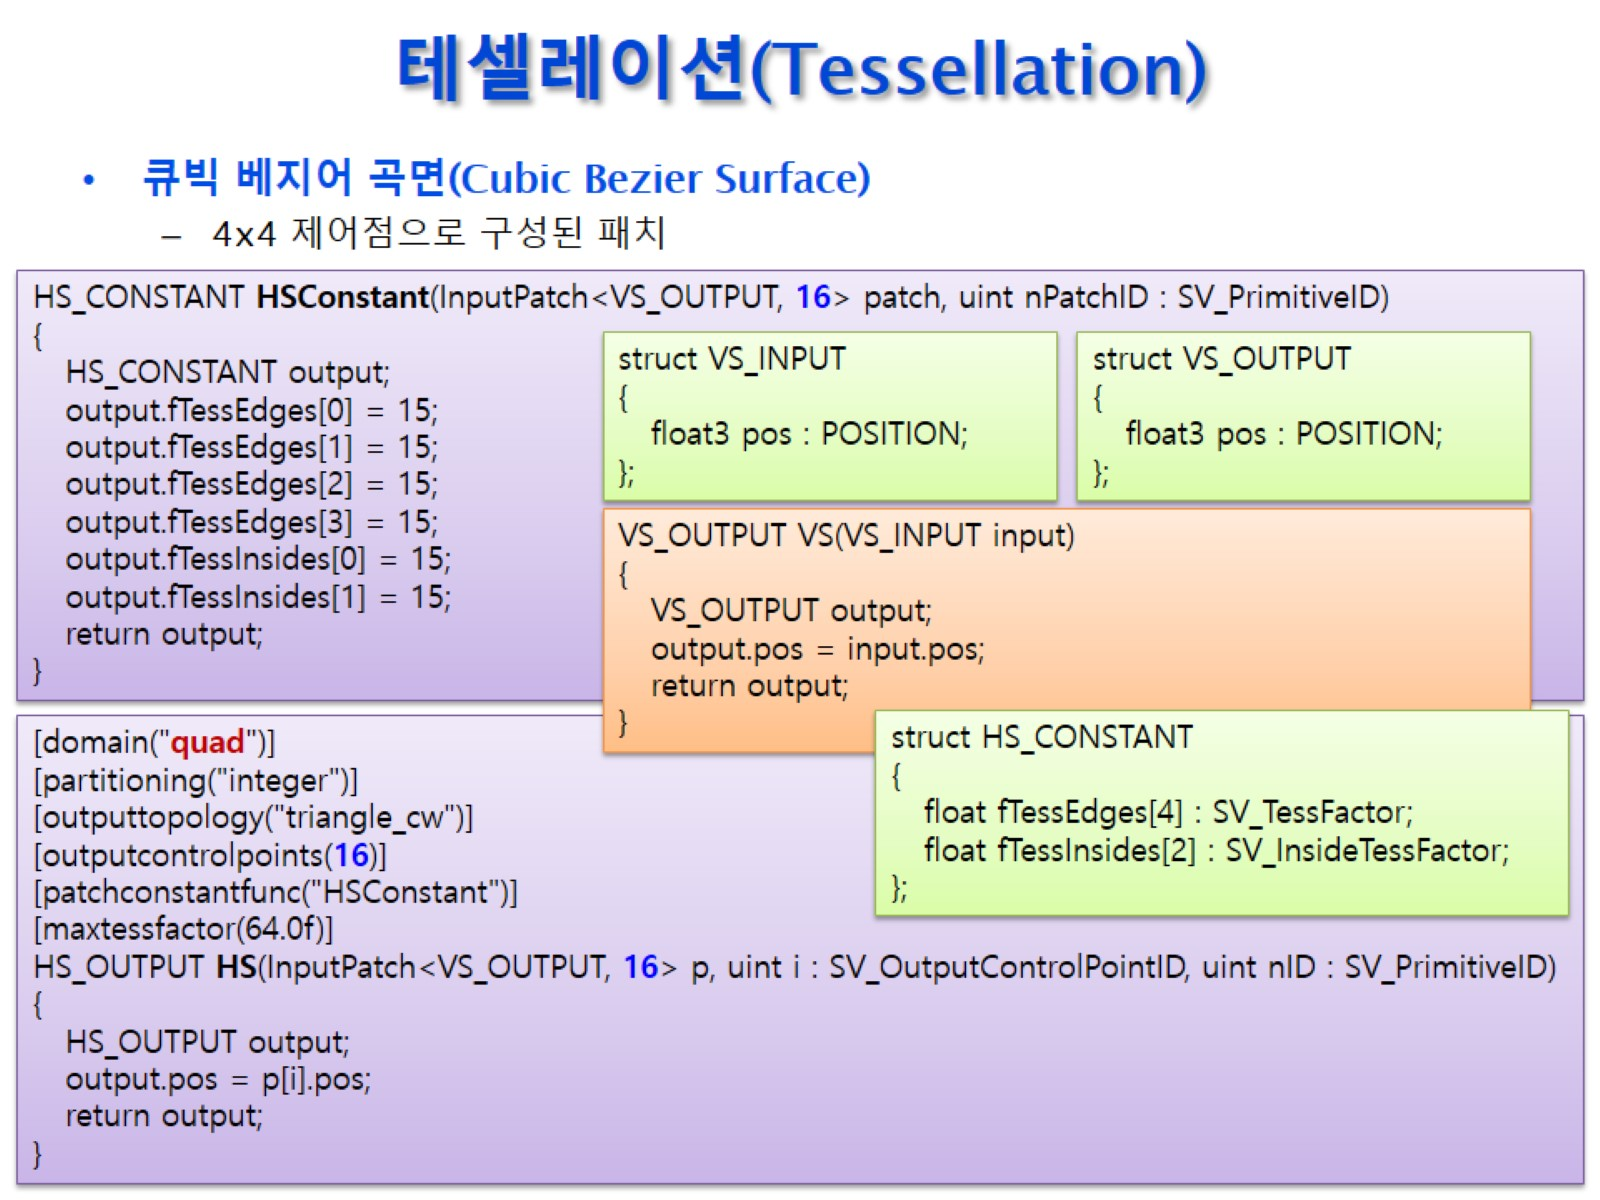 테셀레이션(Tessellation)
• 큐빅 베지어 곡면(Cubic Bezier Surface)
– 4x4 제어점으로 구성된 패치
HS_CONSTANT HSConstant(InputPatch<VS_OUTPUT, 16> patch, uint nPatchID : SV_PrimitiveID)
{
HS_CONSTANT output;
output.fTessEdges[0] = 15;
output.fTessEdges[1] = 15;
output.fTessEdges[2] = 15;
output.fTessEdges[3] = 15;
output.fTessInsides[0] = 15;
output.fTessInsides[1] = 15;
return output;
}
struct VS_INPUT
{
float3 pos : POSITION;
};
struct VS_OUTPUT
{
float3 pos : POSITION;
};
VS_OUTPUT VS(VS_INPUT input)
{
VS_OUTPUT output;
output.pos = input.pos;
return output;
}
struct HS_CONSTANT
{
float fTessEdges[4] : SV_TessFactor;
float fTessInsides[2] : SV_InsideTessFactor;
};
[domain("quad")]
[partitioning("integer")]
[outputtopology("triangle_cw")]
[outputcontrolpoints(16)]
[patchconstantfunc("HSConstant")]
[maxtessfactor(64.0f)]
HS_OUTPUT HS(InputPatch<VS_OUTPUT, 16> p, uint i : SV_OutputControlPointID, uint nID : SV_PrimitiveID)
{
HS_OUTPUT output;
output.pos = p[i].pos;
return output;
}